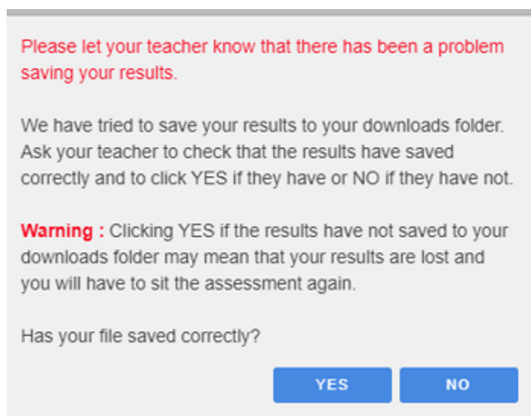 Please let your teacher know that there has been a problem
saving your results.
We have tried to save your results to your downloads folder.
Ask your teacher to check that the results have saved
correctly and to click YES if they have or NO if they have not.
Warning : Clicking YES if the results have not saved to your
downloads folder may mean that your results are lost and
you will have to sit the assessment again.
Has your file saved correctly?
YES NO